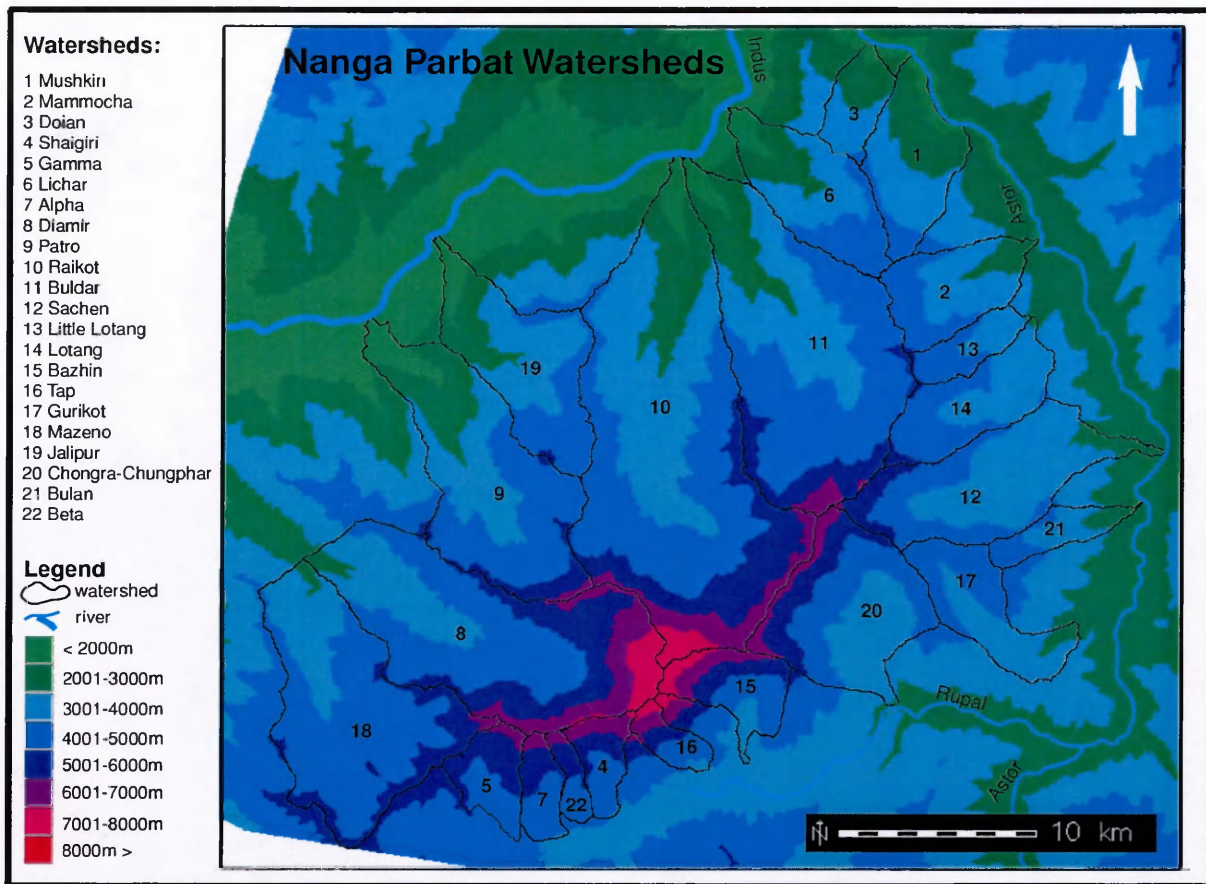 Watersheds:
1 Mushkin
2 Mammocha
3 Doian
4 Shaigiri
5 Gamma
6 Lichar
7 Alpha
8 Diamir
9 Patro
10 Raikot
11 Buldar
12 Sachen
13 Little Lotang
14 Lotang
15 Bazhin
16 Tap
17 Gurikot
18 Mazeno
19 Jalipur
20 Chongra-Chungphar
21 Bulan
22 Beta
Legend
watershed
river
< 2000m
2001-3000m
3001-4000m
4001-5000m
5001-6000m
6001-7000m
7001-8000m
8000m >
Nanga Parbat Watersheds
Indus
3
1
6
Astor
2
11
13
19
10
14
9
12
21
17
20
8
15
Rupal
18
16
4
5
7
22
Astor
N
10 km